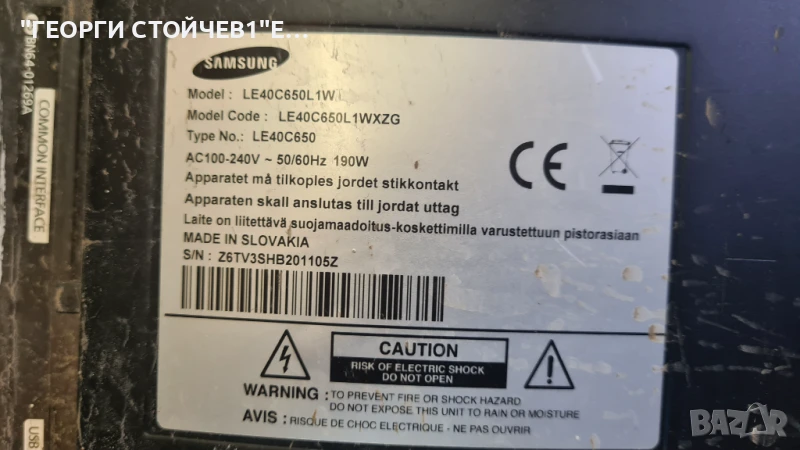 "ГЕОРГИ СТОЙЧЕВ1"Е...
SAMSUNG
Model : LE40C650L1W
Model Code : LE40C650L1WXZG
Type No.: LE40C650
AC100-240V ~ 50/60Hz 190W
Apparatet må tilkoples jordet stikkontakt
Apparaten skall anslutas till jordat uttag
Laite on liitettävä suojamaadoitus-koskettimilla varustettuun pistorasiaan
MADE IN SLOVAKIA
S/N : Z6TV3SHB201105Z
CE
CAUTION
RISK OF ELECTRIC SHOCK
DO NOT OPEN
WARNING : TO PREVENT FIRE OR SHOCK HAZARD
DO NOT EXPOSE THIS UNIT TO RAIN OR MOISTURE
AVIS : RISQUE DE CHOC ELECTRIQUE - NE PAS OUVRIR
COMMON INTERFACE
USB
BAZAR